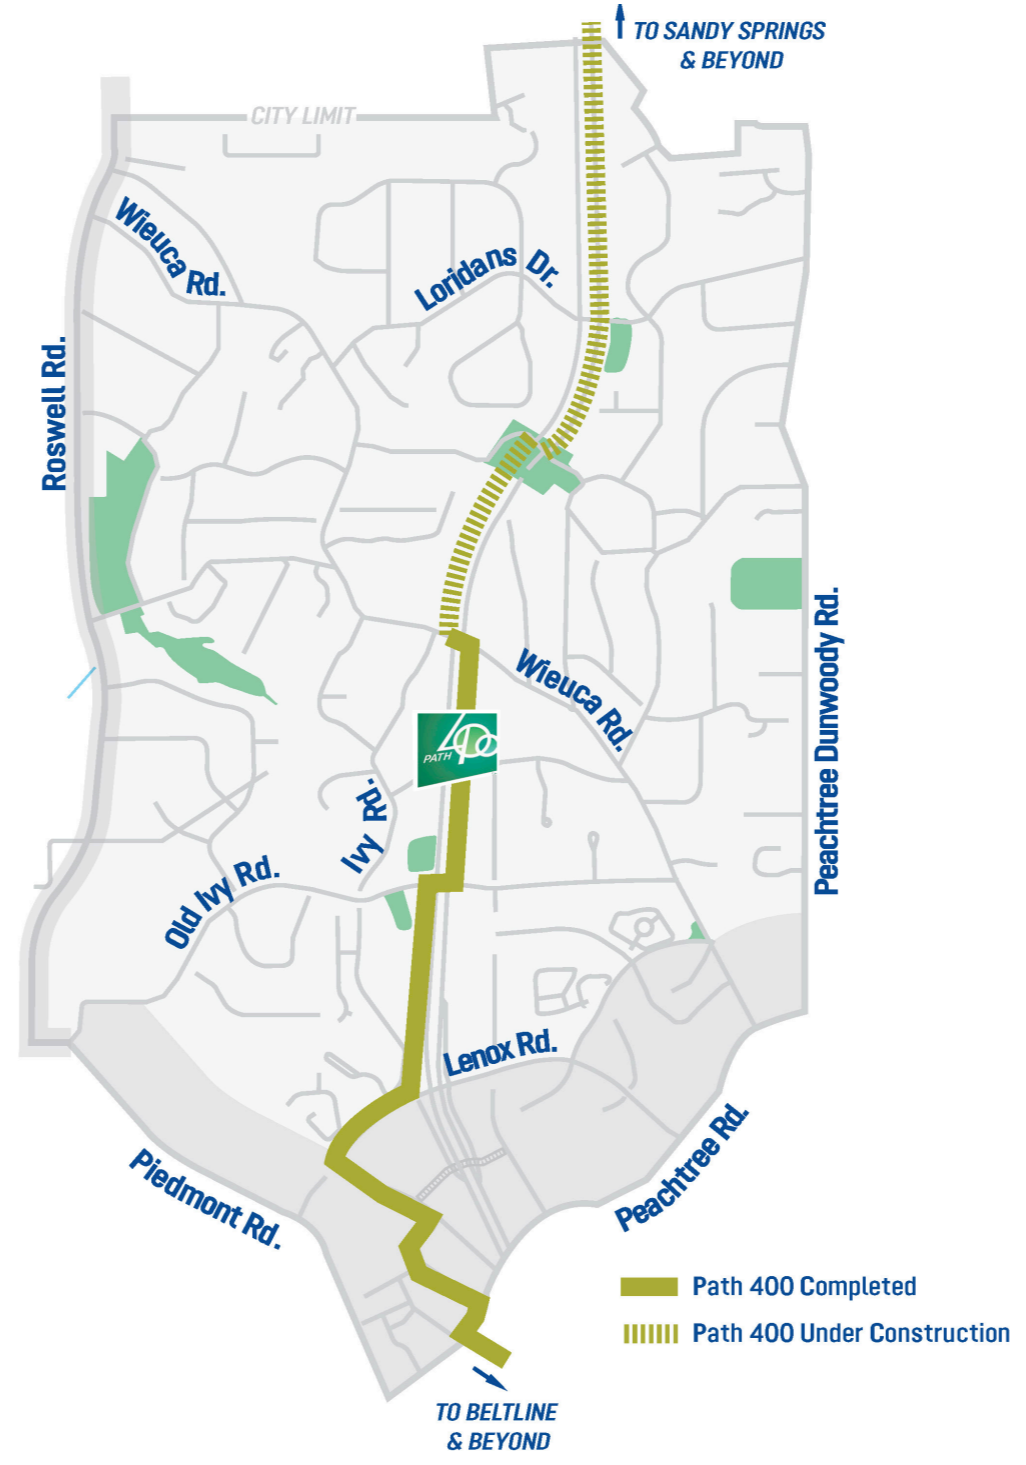 TO SANDY SPRINGS
& BEYOND
CITY LIMIT
Wieuca Rd.
Loridans Dr.
Roswell Rd.
Wieuca Rd.
Peachtree Dunwoody Rd.
PATH
400
Ivy Rd.
Old Ivy Rd.
Lenox Rd.
Piedmont Rd.
Peachtree Rd.
Path 400 Completed
Path 400 Under Construction
TO BELTLINE
& BEYOND